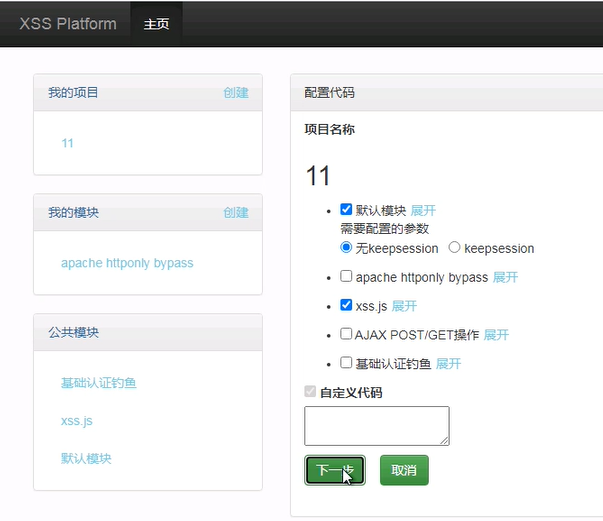 XSS Platform 主页
我的项目 创建
11
我的模块 创建
apache httponly bypass
公共模块
基础认证钓鱼
xss.js
默认模块
配置代码
项目名称
11
默认模块 展开
需要配置的参数
无keepsession keepsession
apache httponly bypass 展开
xss.js 展开
AJAX POST/GET操作 展开
基础认证钓鱼 展开
自定义代码
下一步 取消